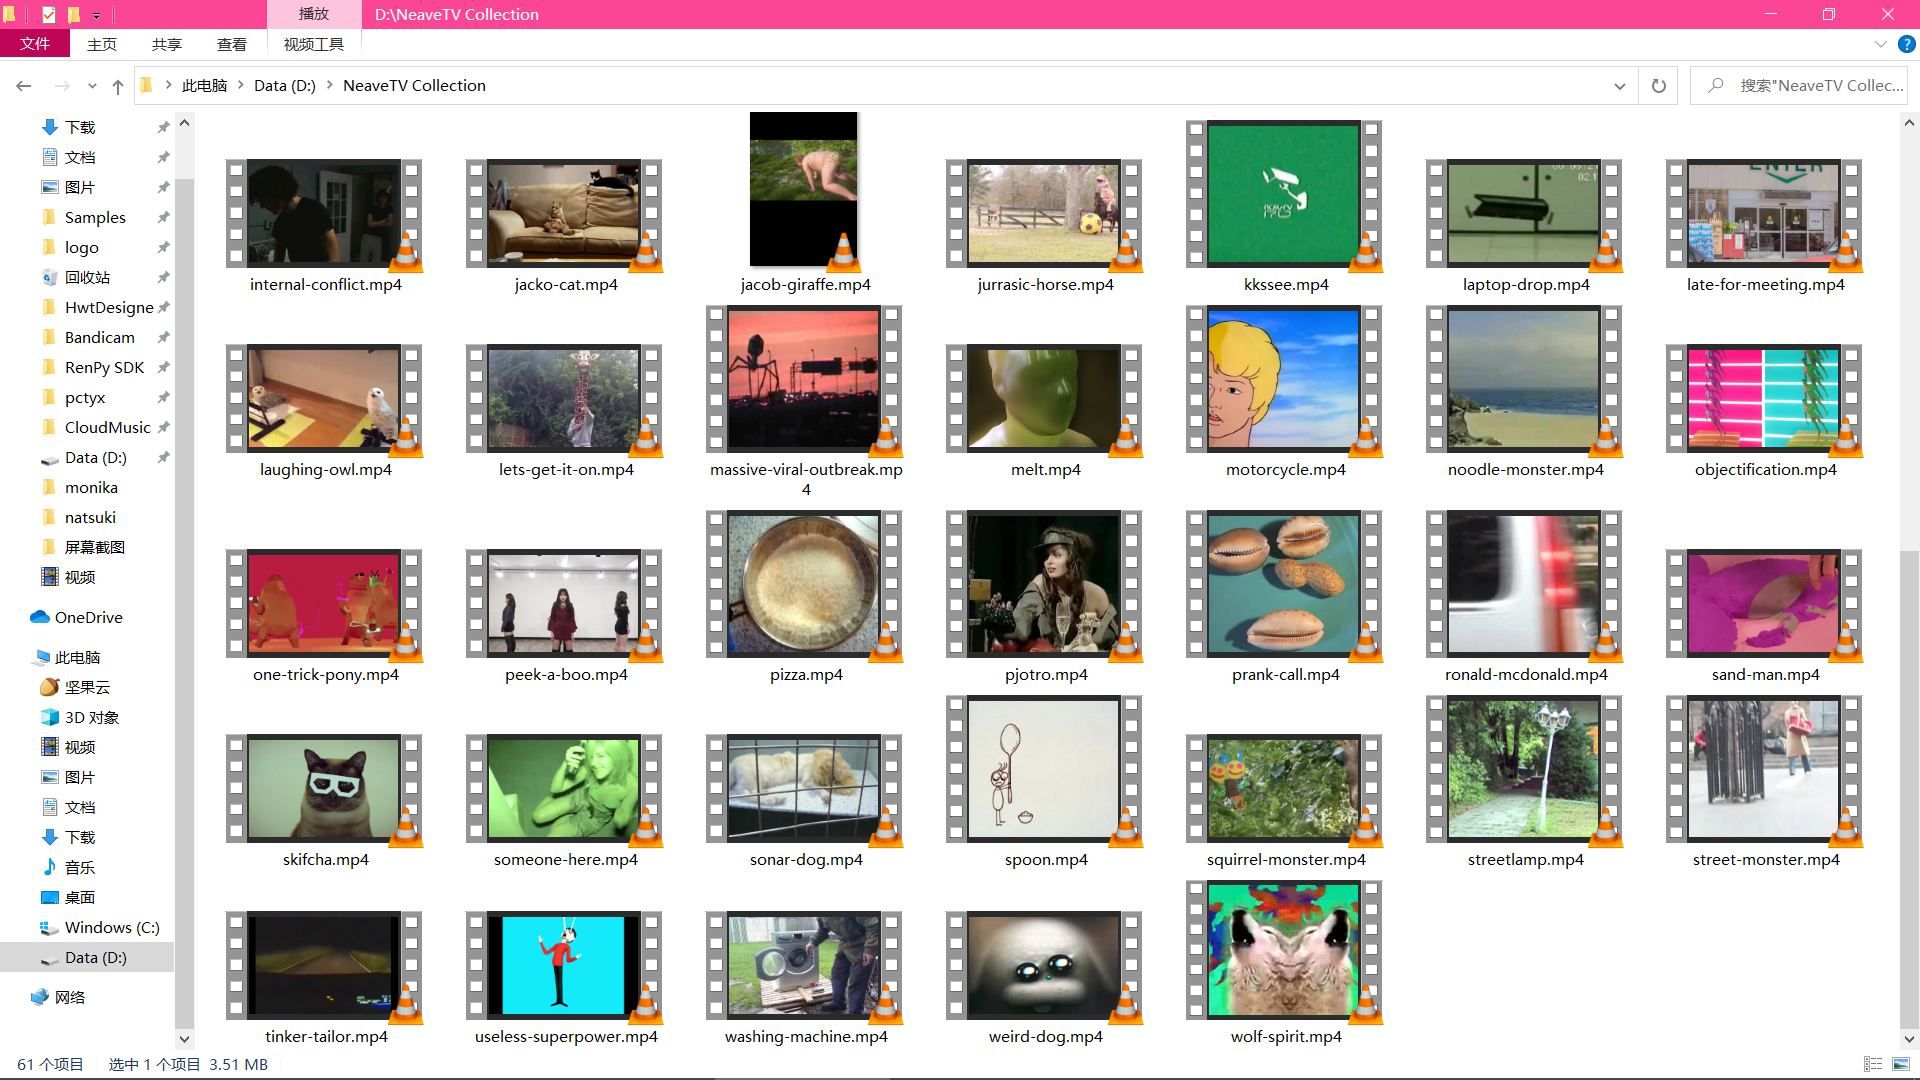 播放
D:\NeaveTV Collection
文件
主页
共享
查看
视频工具
此电脑
Data (D:)
NeaveTV Collection
搜索"NeaveTV Collec...
下载
文档
图片
Samples
logo
回收站
HwtDesigne
Bandicam
RenPy SDK
pctyx
CloudMusic
Data (D:)
monika
natsuki
屏幕截图
视频
OneDrive
此电脑
坚果云
3D 对象
视频
图片
文档
下载
音乐
桌面
Windows (C:)
Data (D:)
网络
ENTER
02.1
NEAVETV
internal-conflict.mp4
jacko-cat.mp4
jacob-giraffe.mp4
jurrasic-horse.mp4
kkssee.mp4
laptop-drop.mp4
late-for-meeting.mp4
laughing-owl.mp4
lets-get-it-on.mp4
massive-viral-outbreak.mp
4
melt.mp4
motorcycle.mp4
noodle-monster.mp4
objectification.mp4
one-trick-pony.mp4
peek-a-boo.mp4
pizza.mp4
pjotro.mp4
prank-call.mp4
ronald-mcdonald.mp4
sand-man.mp4
skifcha.mp4
someone-here.mp4
sonar-dog.mp4
spoon.mp4
squirrel-monster.mp4
streetlamp.mp4
street-monster.mp4
tinker-tailor.mp4
useless-superpower.mp4
washing-machine.mp4
weird-dog.mp4
wolf-spirit.mp4
61 个项目
选中 1 个项目 3.51 MB